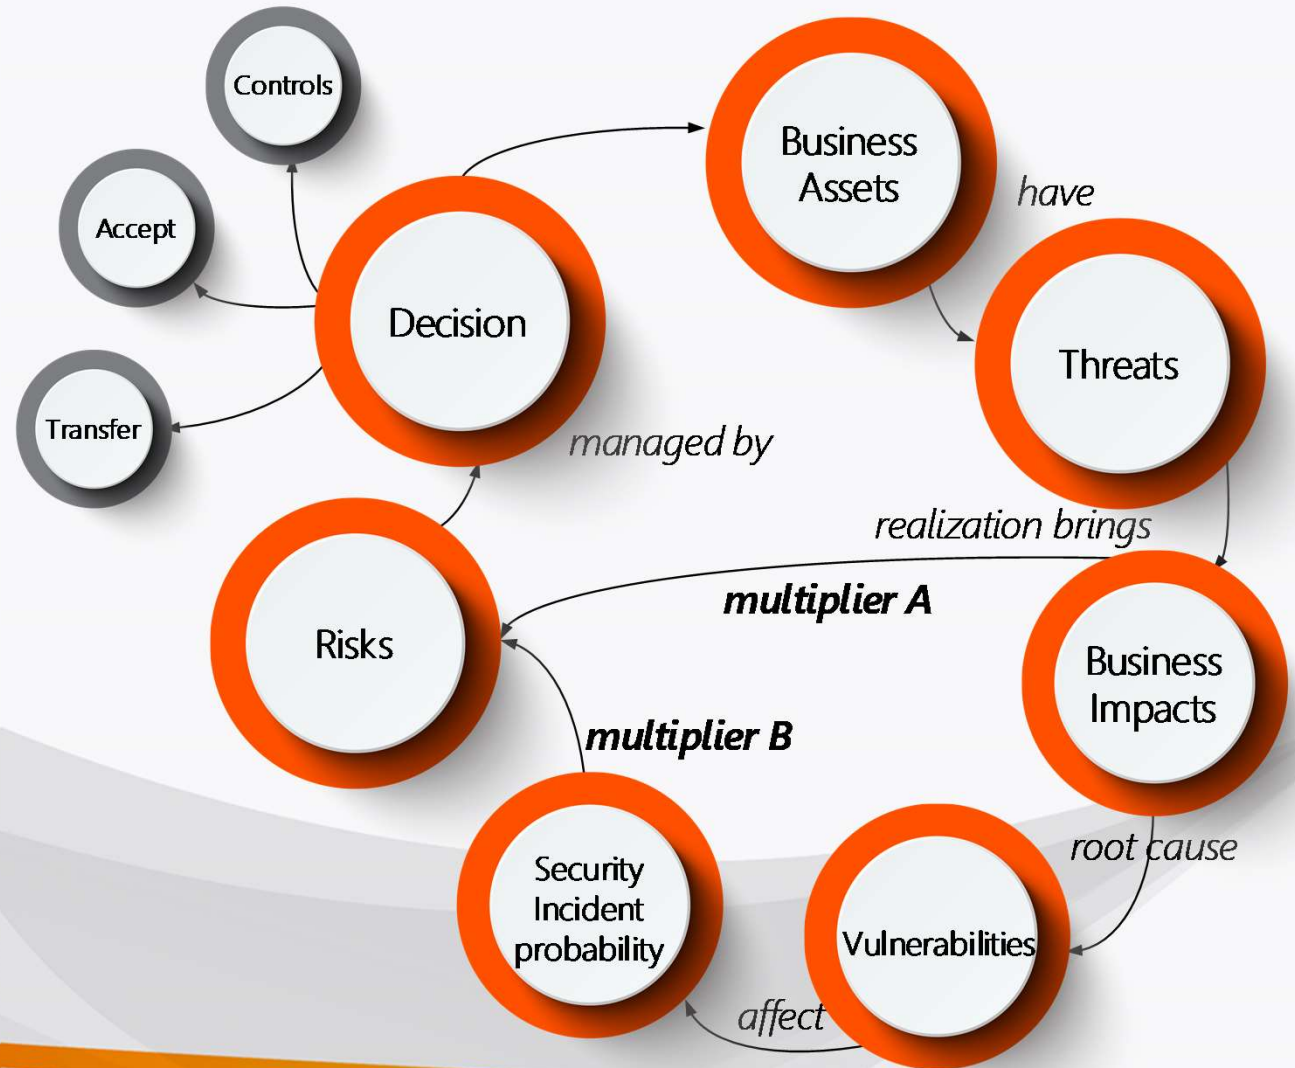 Controls
Business
Assets
have
Accept
Decision
Threats
Transfer
managed by
realization brings
multiplier A
Risks
Business
Impacts
multiplier B
root cause
Security
Incident
probability
Vulnerabilities
affect